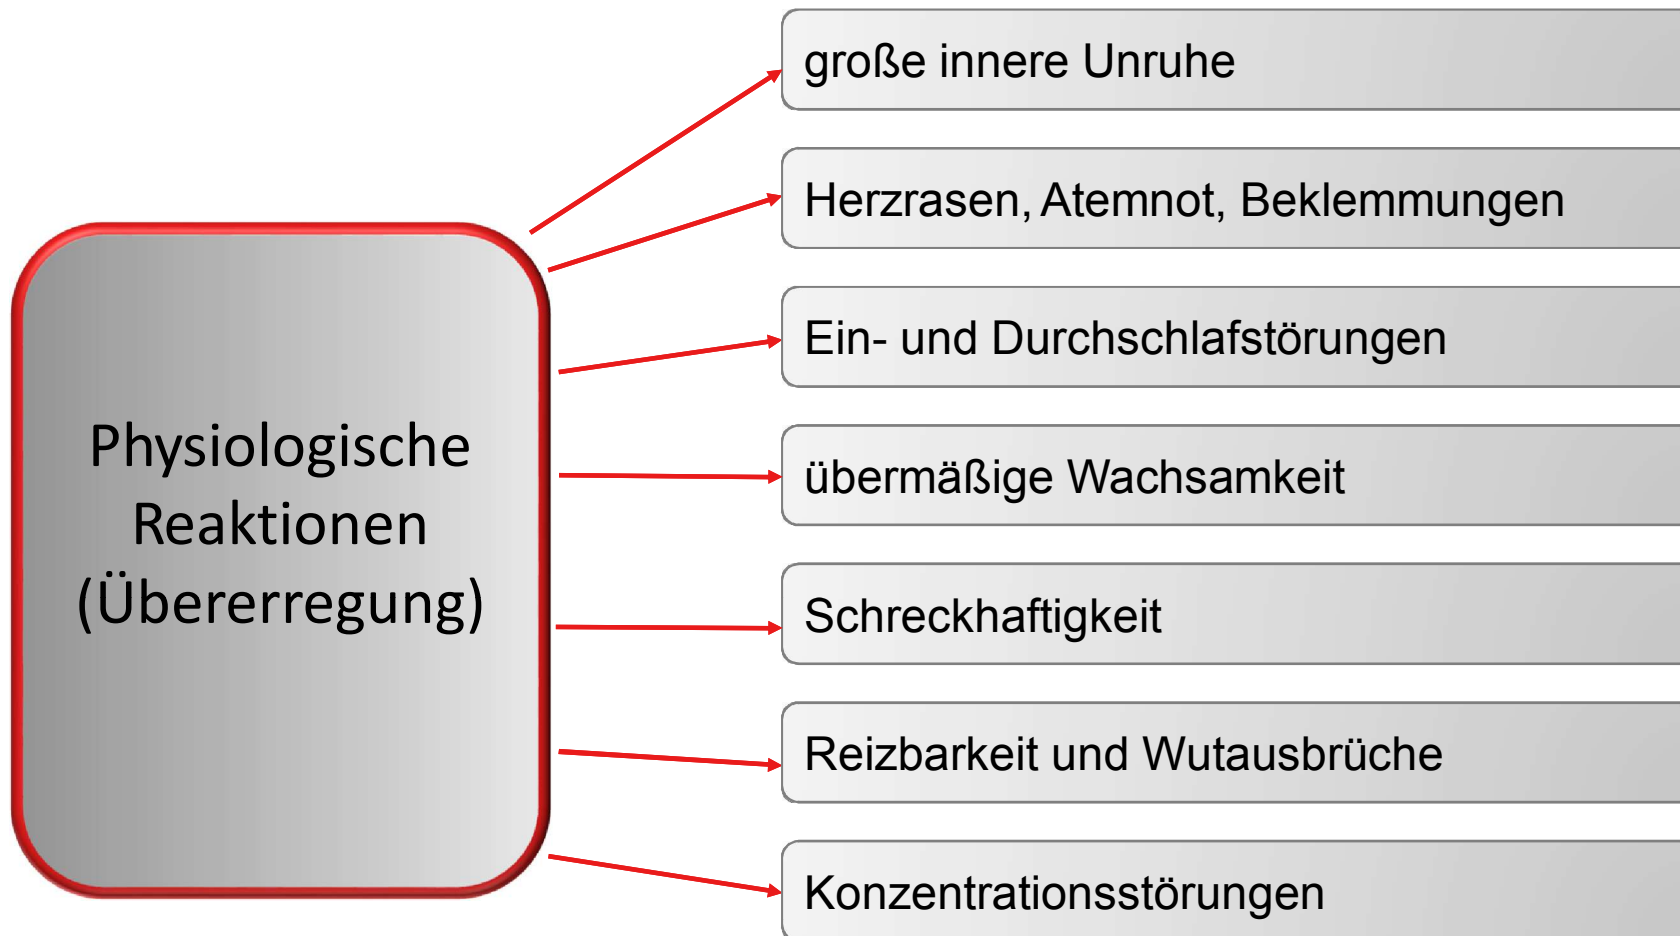 große innere Unruhe
Herzrasen, Atemnot, Beklemmungen
Ein- und Durchschlafstörungen
Physiologische
Reaktionen
(Übererregung)
übermäßige Wachsamkeit
Schreckhaftigkeit
Reizbarkeit und Wutausbrüche
Konzentrationsstörungen